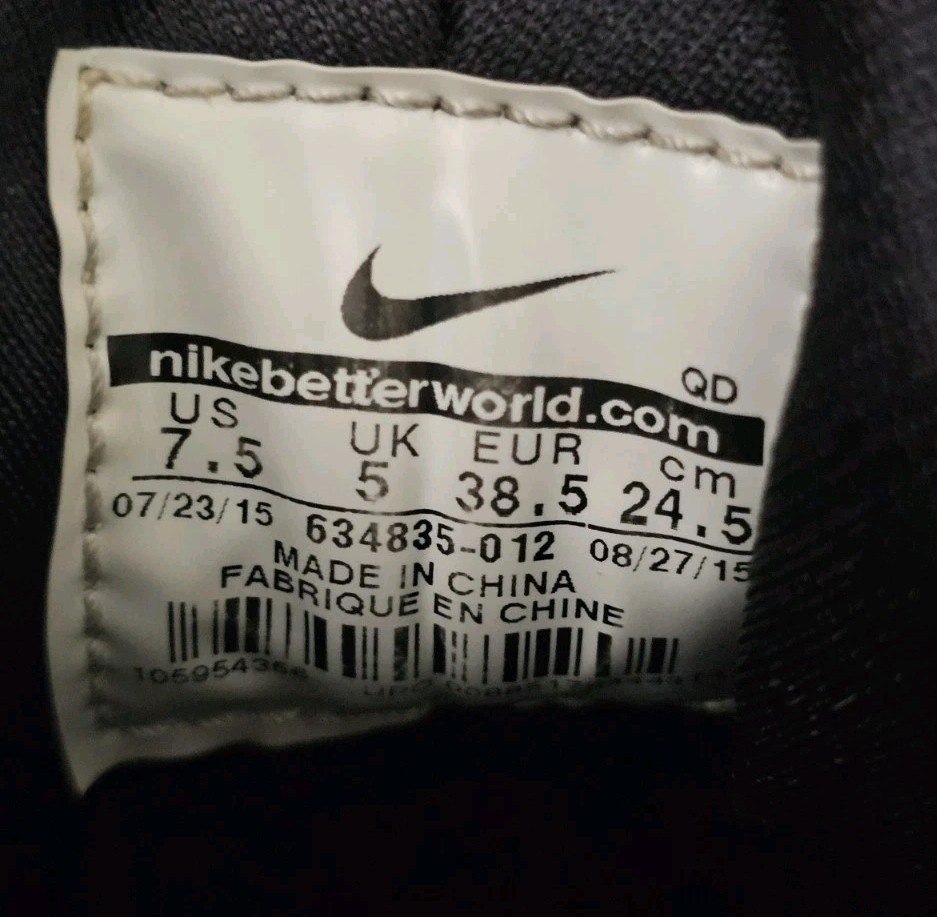 nikebetterworld.com
QD
US UK EUR cm
7.5 5 38.5 24.5
07/23/15 634835-012 08/27/15
MADE IN CHINA
FABRIQUE EN CHINE